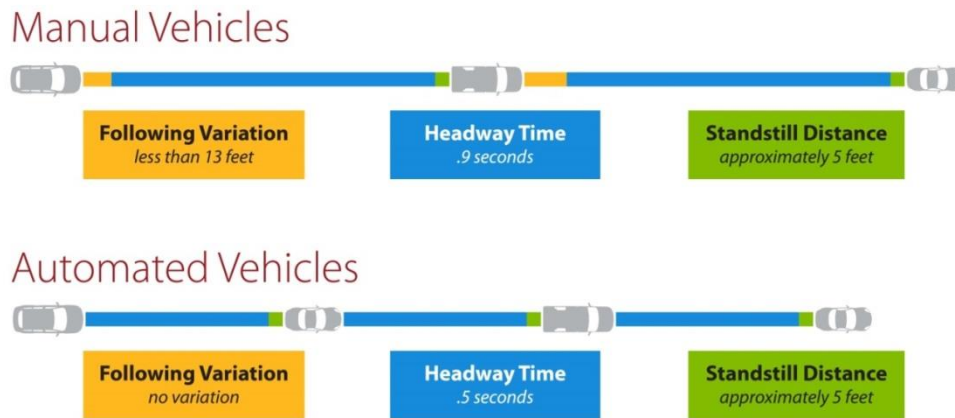 Manual Vehicles
Following Variation
less than 13 feet
Headway Time
.9 seconds
Standstill Distance
approximately 5 feet
Automated Vehicles
Following Variation
no variation
Headway Time
.5 seconds
Standstill Distance
approximately 5 feet